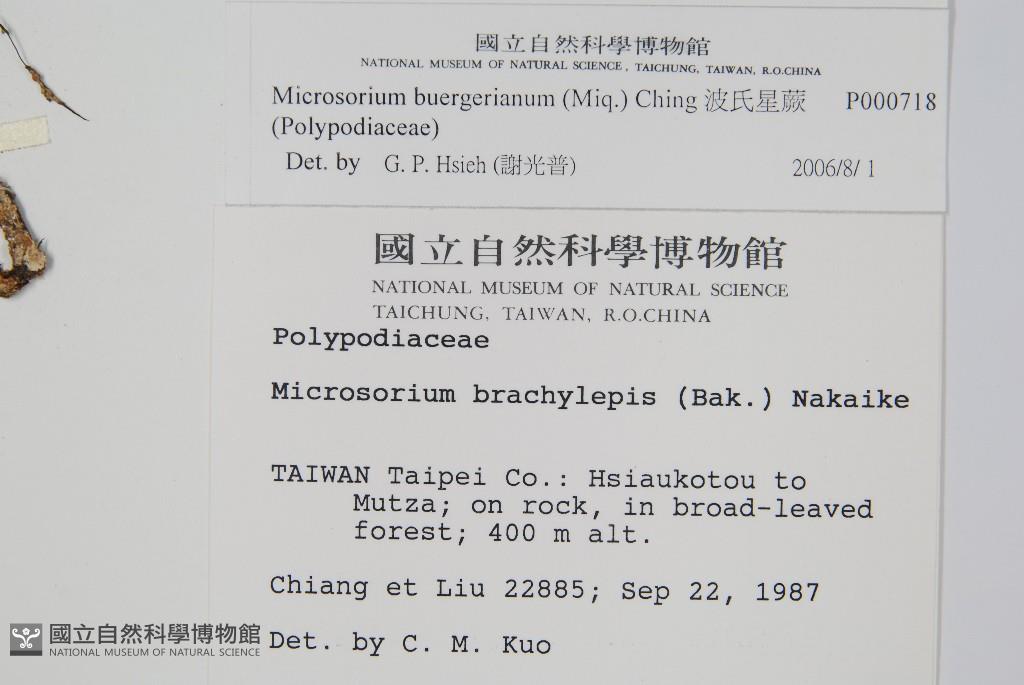 國立自然科學博物館
NATIONAL MUSEUM OF NATURAL SCIENCE, TAICHUNG, TAIWAN, R.O.CHINA
Microsorium buergerianum (Miq.) Ching 波氏星蕨 P000718
(Polypodiaceae)
Det. by G. P. Hsieh (謝光普) 2006/8/ 1
國立自然科學博物館
NATIONAL MUSEUM OF NATURAL SCIENCE
TAICHUNG, TAIWAN, R.O.CHINA
Polypodiaceae
Microsorium brachylepis (Bak.) Nakaike
TAIWAN Taipei Co.: Hsiaukotou to
Mutza; on rock, in broad-leaved
forest; 400 m alt.
Chiang et Liu 22885; Sep 22, 1987
Det. by C. M. Kuo
國立自然科學博物館
NATIONAL MUSEUM OF NATURAL SCIENCE